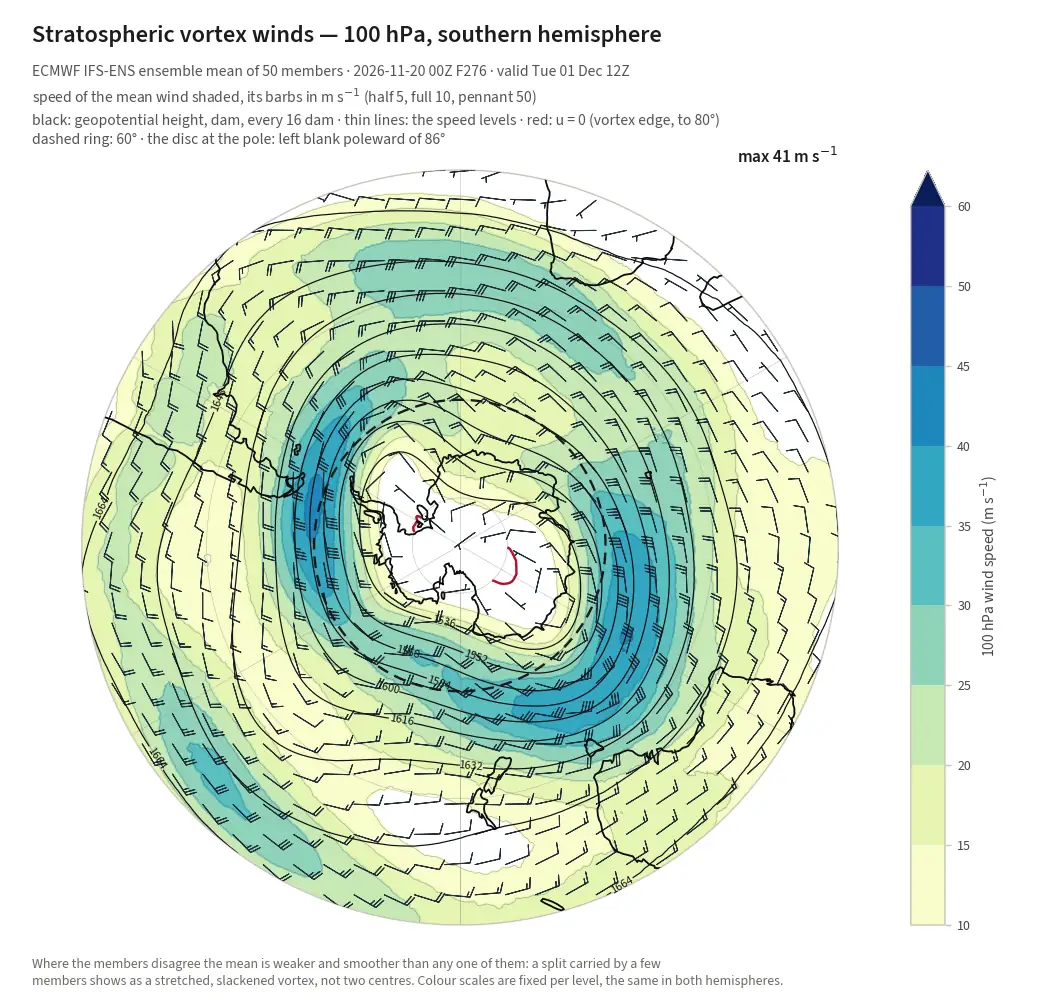 Stratospheric vortex winds — 100 hPa, southern hemisphere
ECMWF IFS-ENS ensemble mean of 50 members · 2026-11-20 00Z F276 · valid Tue 01 Dec 12Z
speed of the mean wind shaded, its barbs in m s⁻¹ (half 5, full 10, pennant 50)
black: geopotential height, dam, every 16 dam · thin lines: the speed levels · red: u = 0 (vortex edge, to 80°)
dashed ring: 60° · the disc at the pole: left blank poleward of 86°
max 41 m s⁻¹
60
50
45
40
35
30
25
20
15
10
100 hPa wind speed (m s⁻¹)
1664
1536
1552
1600
1616
1632
1664
Where the members disagree the mean is weaker and smoother than any one of them: a split carried by a few
members shows as a stretched, slackened vortex, not two centres. Colour scales are fixed per level, the same in both hemispheres.